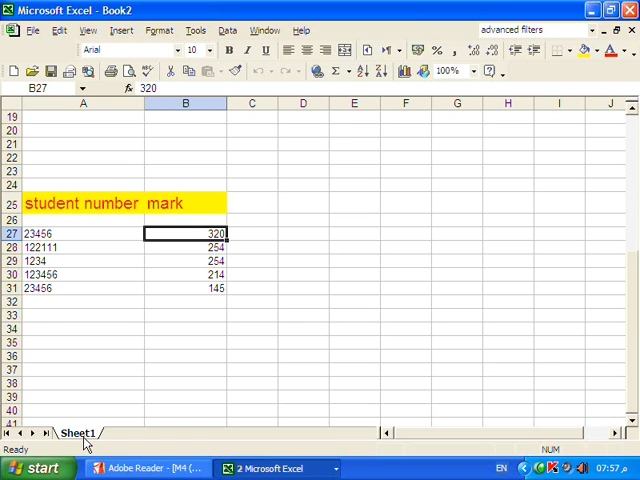 Microsoft Excel - Book2
File Edit View Insert Format Tools Data Window Help advanced filters
Arial 10 B I U % ,
Σ 100% ?
B27 fx 320
A B C D E F G H I J
19
20
21
22
23
24
25 student number mark
26
27 23456 320
28 122111 254
29 1234 254
30 123456 214
31 23456 145
32
33
34
35
36
37
38
39
40
41
Sheet1
Ready NUM
start Adobe Reader - [M4 (... 2 Microsoft Excel EN 07:57 ص